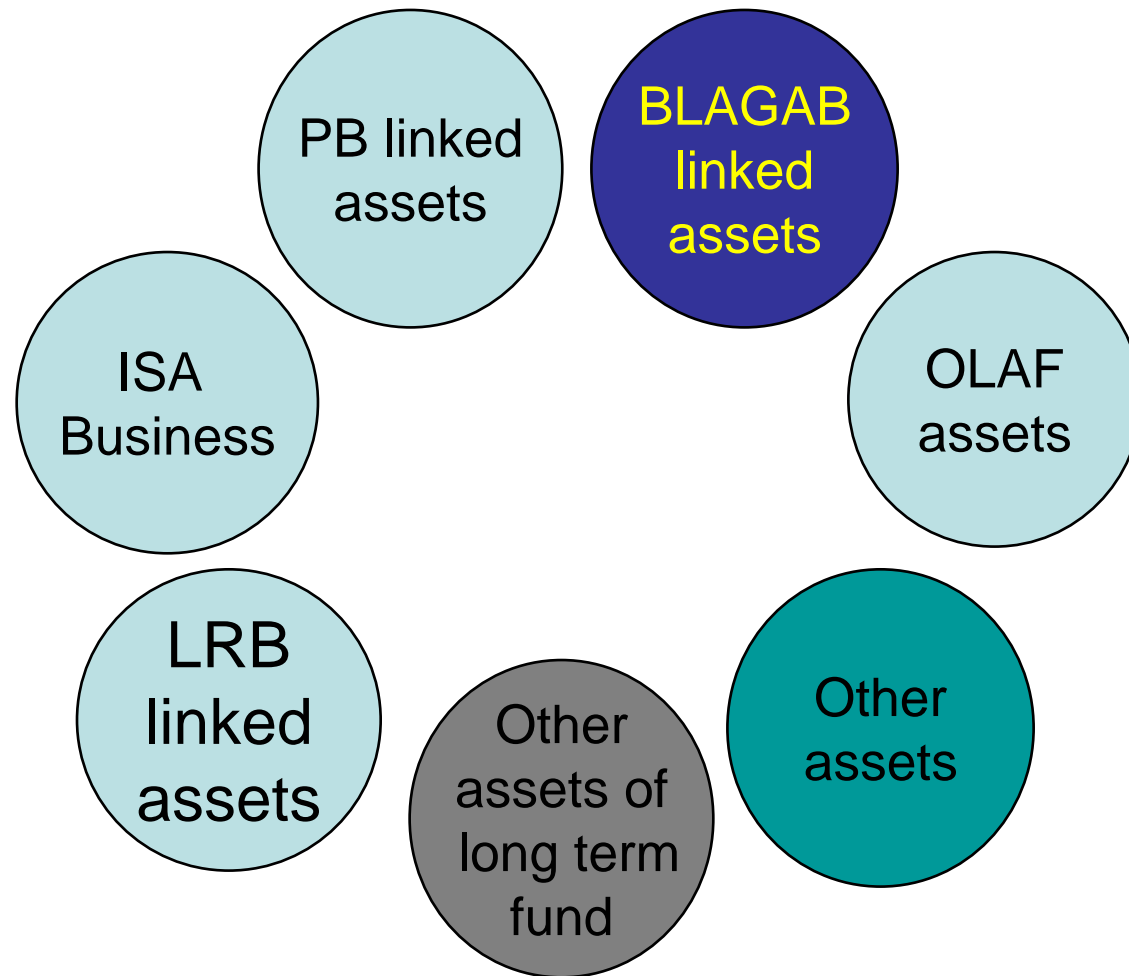 PB linked
assets
BLAGAB
linked
assets
ISA
Business
OLAF
assets
LRB
linked
assets
Other
assets of
long term
fund
Other
assets